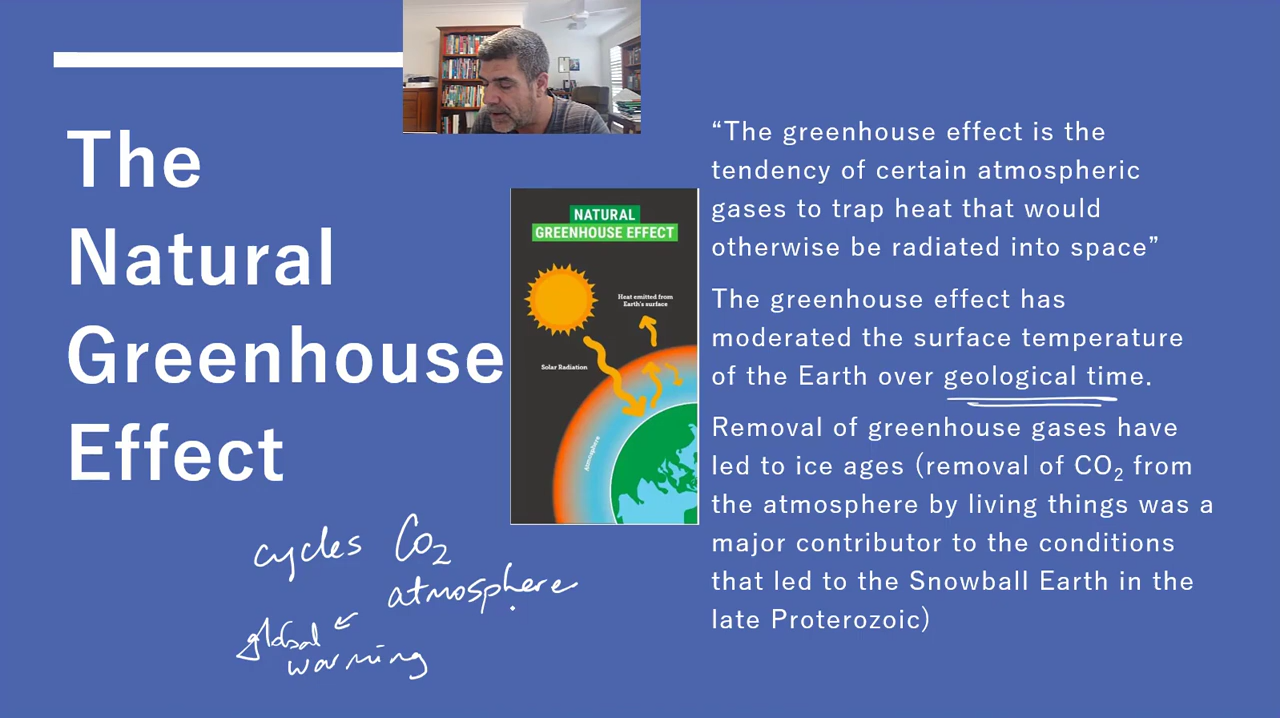 The
Natural
Greenhouse
Effect
NATURAL
GREENHOUSE EFFECT
Heat emitted from
Earth's surface
Solar Radiation
Atmosphere
“The greenhouse effect is the
tendency of certain atmospheric
gases to trap heat that would
otherwise be radiated into space”
The greenhouse effect has
moderated the surface temperature
of the Earth over geological time.
Removal of greenhouse gases have
led to ice ages (removal of CO₂ from
the atmosphere by living things was a
major contributor to the conditions
that led to the Snowball Earth in the
late Proterozoic)
cycles CO₂
atmosphere
global
warming